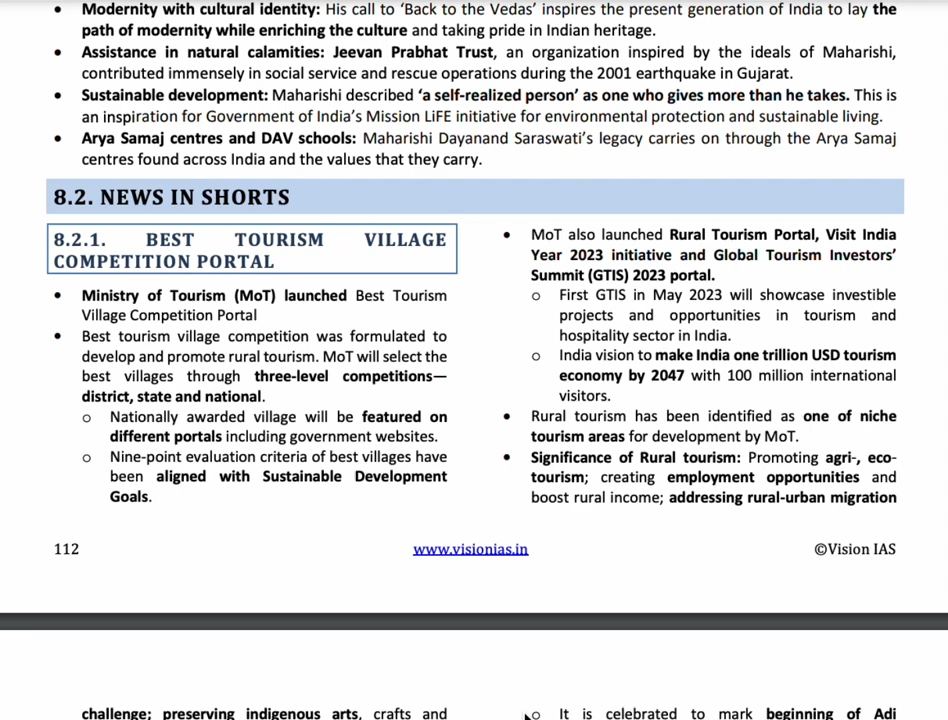 • Modernity with cultural identity: His call to ‘Back to the Vedas’ inspires the present generation of India to lay the
path of modernity while enriching the culture and taking pride in Indian heritage.
• Assistance in natural calamities: Jeevan Prabhat Trust, an organization inspired by the ideals of Maharishi,
contributed immensely in social service and rescue operations during the 2001 earthquake in Gujarat.
• Sustainable development: Maharishi described ‘a self-realized person’ as one who gives more than he takes. This is
an inspiration for Government of India’s Mission LiFE initiative for environmental protection and sustainable living.
• Arya Samaj centres and DAV schools: Maharishi Dayanand Saraswati’s legacy carries on through the Arya Samaj
centres found across India and the values that they carry.
8.2. NEWS IN SHORTS
8.2.1. BEST TOURISM VILLAGE
COMPETITION PORTAL
• Ministry of Tourism (MoT) launched Best Tourism
Village Competition Portal
• Best tourism village competition was formulated to
develop and promote rural tourism. MoT will select the
best villages through three-level competitions—
district, state and national.
o Nationally awarded village will be featured on
different portals including government websites.
o Nine-point evaluation criteria of best villages have
been aligned with Sustainable Development
Goals.
• MoT also launched Rural Tourism Portal, Visit India
Year 2023 initiative and Global Tourism Investors’
Summit (GTIS) 2023 portal.
o First GTIS in May 2023 will showcase investible
projects and opportunities in tourism and
hospitality sector in India.
o India vision to make India one trillion USD tourism
economy by 2047 with 100 million international
visitors.
• Rural tourism has been identified as one of niche
tourism areas for development by MoT.
• Significance of Rural tourism: Promoting agri-, eco-
tourism; creating employment opportunities and
boost rural income; addressing rural-urban migration
112
www.visionias.in
©Vision IAS
challenge; preserving indigenous arts, crafts and
o It is celebrated to mark beginning of Adi